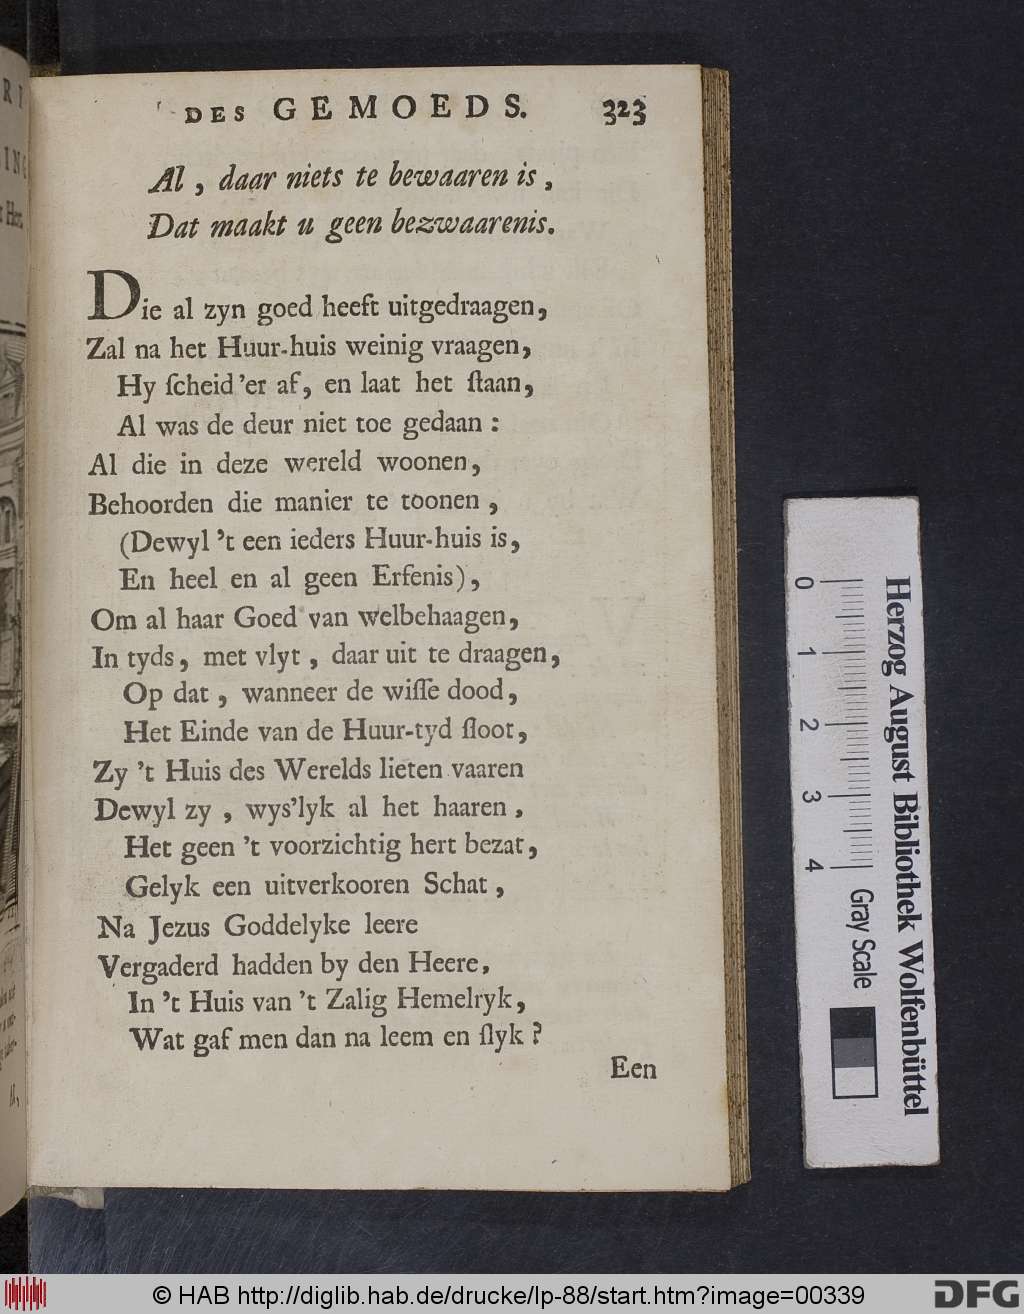 DES GEMOEDS. 323
Al, daar niets te bewaaren is,
Dat maakt u geen bezwaarenis.
Die al zyn goed heeft uitgedraagen,
Zal na het Huur-huis weinig vraagen,
Hy ſcheid 'er af, en laat het ſtaan,
Al was de deur niet toe gedaan:
Al die in deze wereld woonen,
Behoorden die manier te toonen,
(Dewyl 't een ieders Huur-huis is,
En heel en al geen Erfenis),
Om al haar Goed van welbehaagen,
In tyds, met vlyt, daar uit te draagen,
Op dat, wanneer de wiſſe dood,
Het Einde van de Huur-tyd ſloot,
Zy 't Huis des Werelds lieten vaaren
Dewyl zy, wys'lyk al het haaren,
Het geen 't voorzichtig hert bezat,
Gelyk een uitverkooren Schat,
Na Jezus Goddelyke leere
Vergaderd hadden by den Heere,
In 't Huis van 't Zalig Hemelryk,
Wat gaf men dan na leem en ſlyk?
Een
0 1 2 3 4
Gray Scale
Herzog August Bibliothek Wolfenbüttel
© HAB http://diglib.hab.de/drucke/lp-88/start.htm?image=00339
DFG